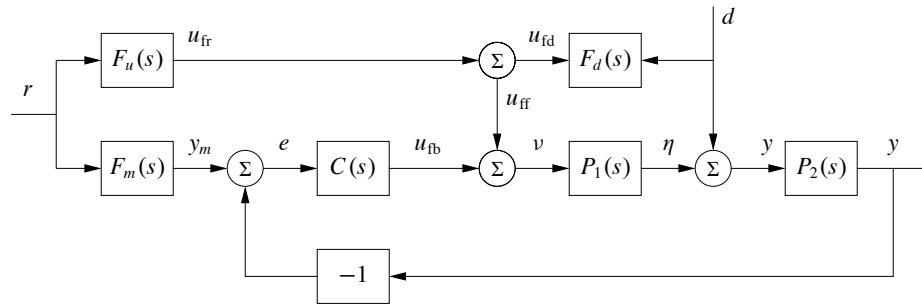 d
u_fr u_fd
F_u(s) Σ F_d(s)
r
u_ff
y_m e u_fb ν η y y
F_m(s) Σ C(s) Σ P_1(s) Σ P_2(s)
−1